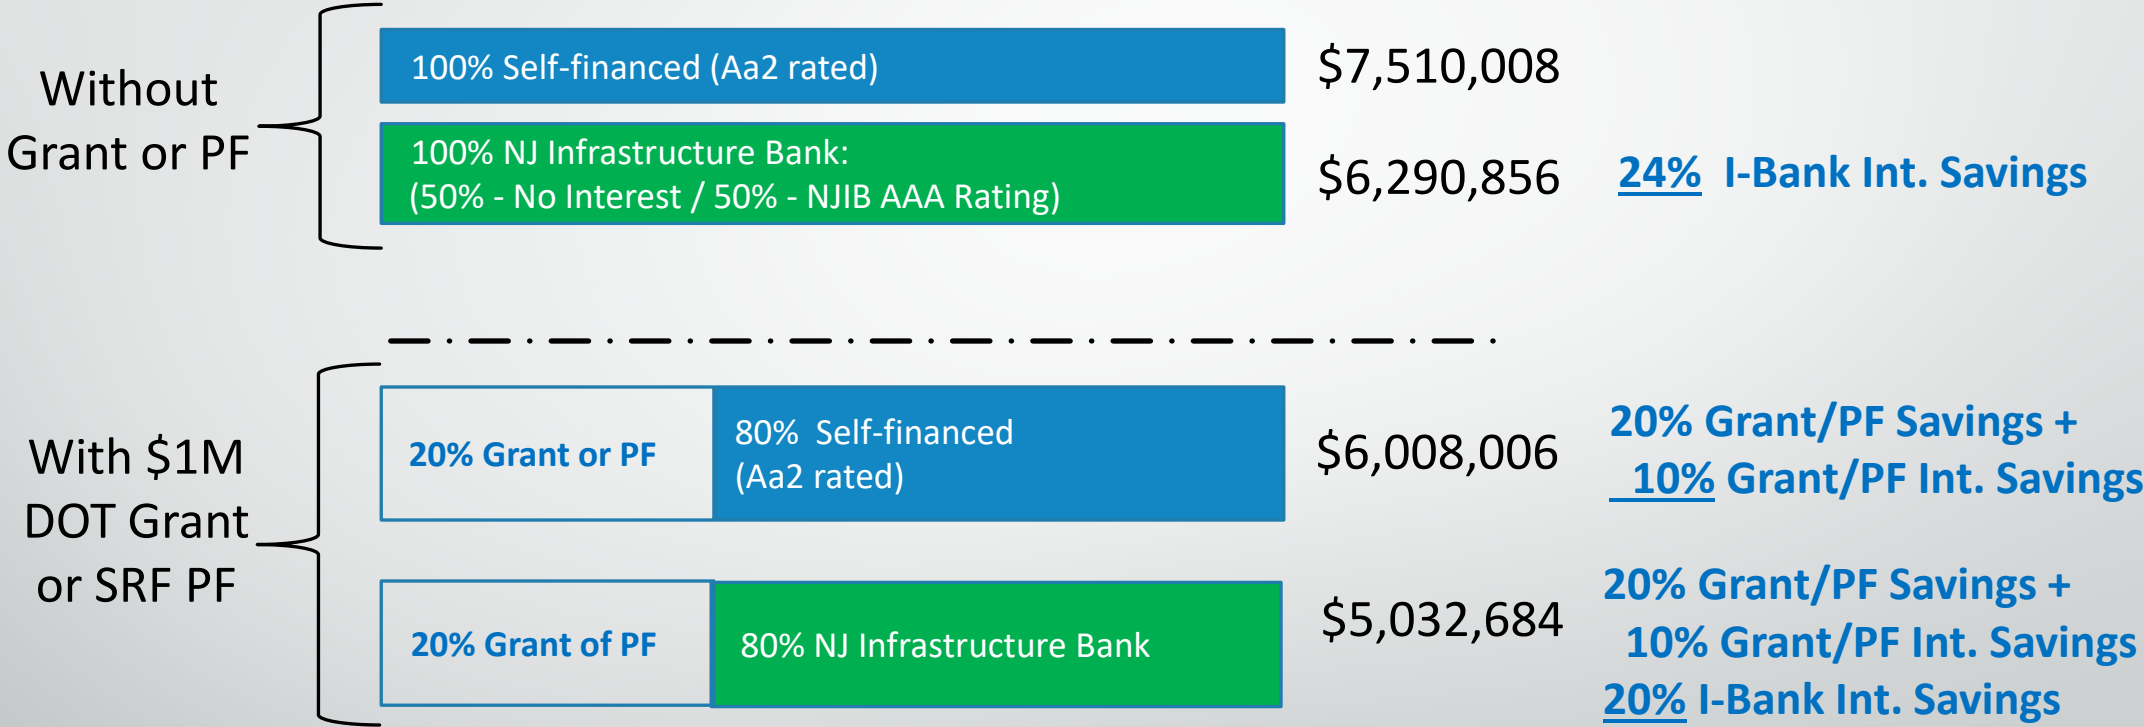 Without
Grant or PF
100% Self-financed (Aa2 rated)
$7,510,008
100% NJ Infrastructure Bank:
(50% - No Interest / 50% - NJIB AAA Rating)
$6,290,856
24% I-Bank Int. Savings
With $1M
DOT Grant
or SRF PF
20% Grant or PF
80% Self-financed
(Aa2 rated)
$6,008,006
20% Grant/PF Savings +
10% Grant/PF Int. Savings
20% Grant of PF
80% NJ Infrastructure Bank
$5,032,684
20% Grant/PF Savings +
10% Grant/PF Int. Savings
20% I-Bank Int. Savings